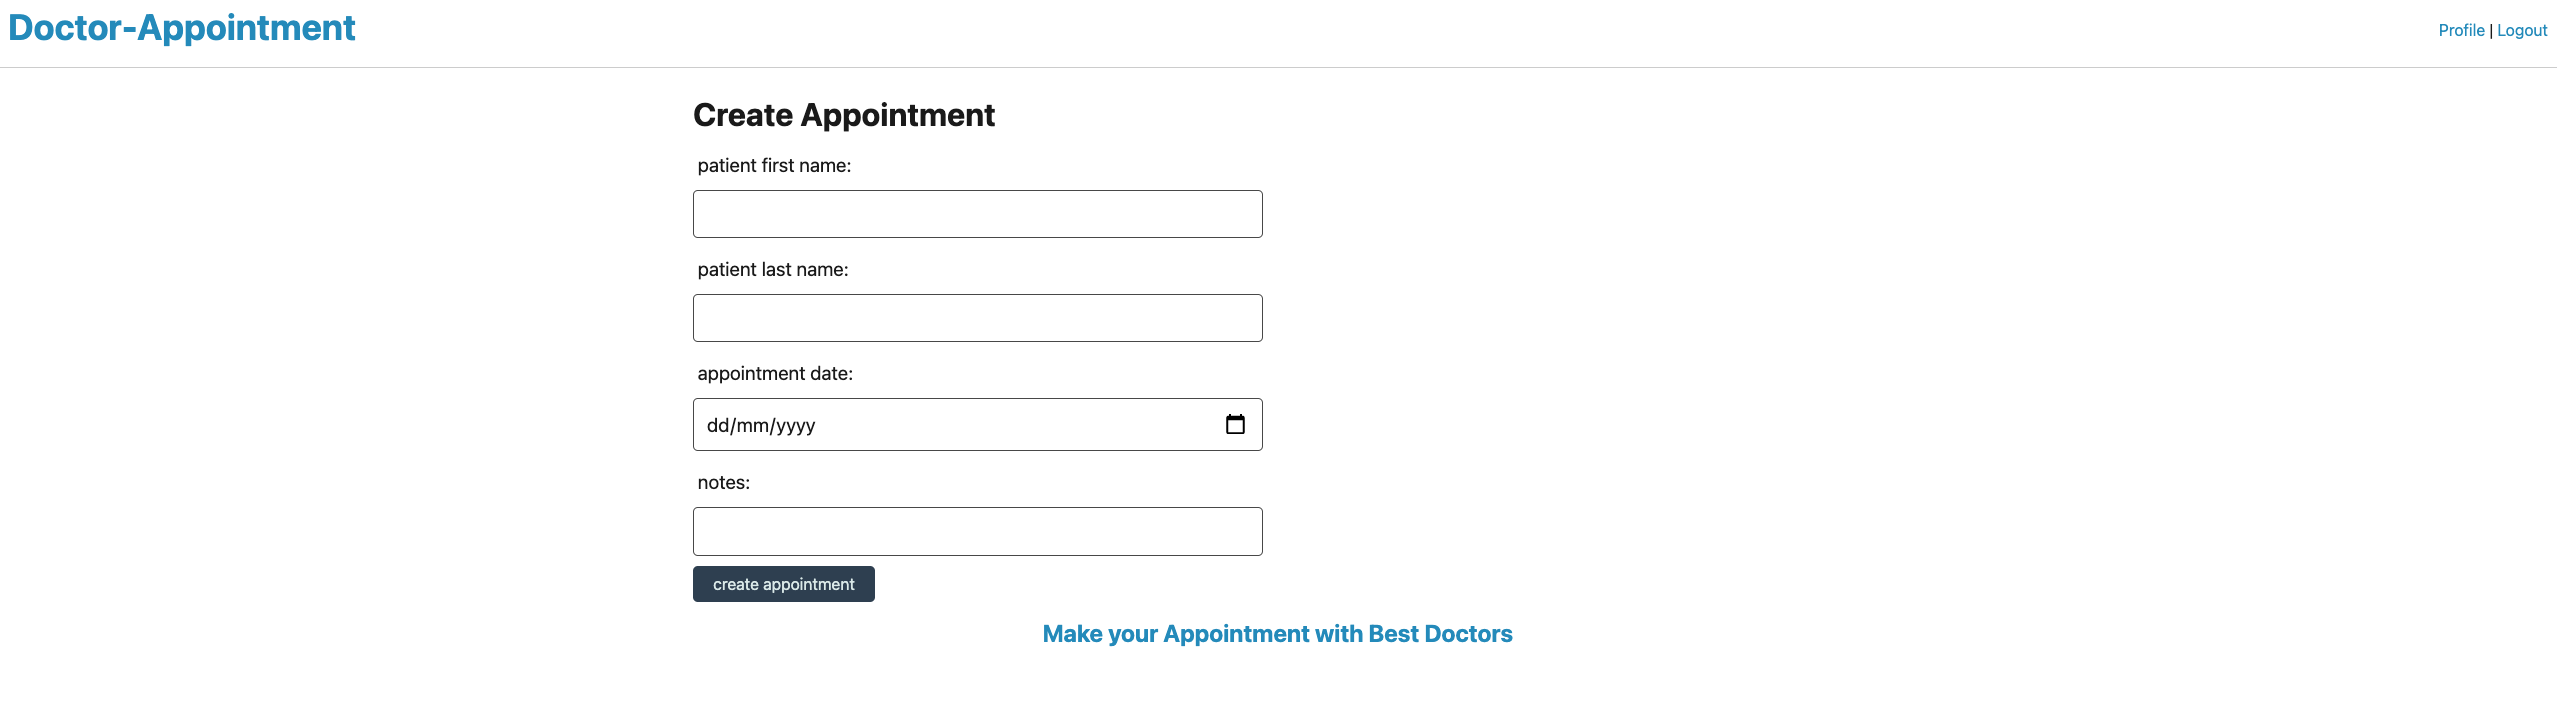 Doctor-Appointment
Profile | Logout
Create Appointment
patient first name:
patient last name:
appointment date:
dd/mm/yyyy
notes:
create appointment
Make your Appointment with Best Doctors